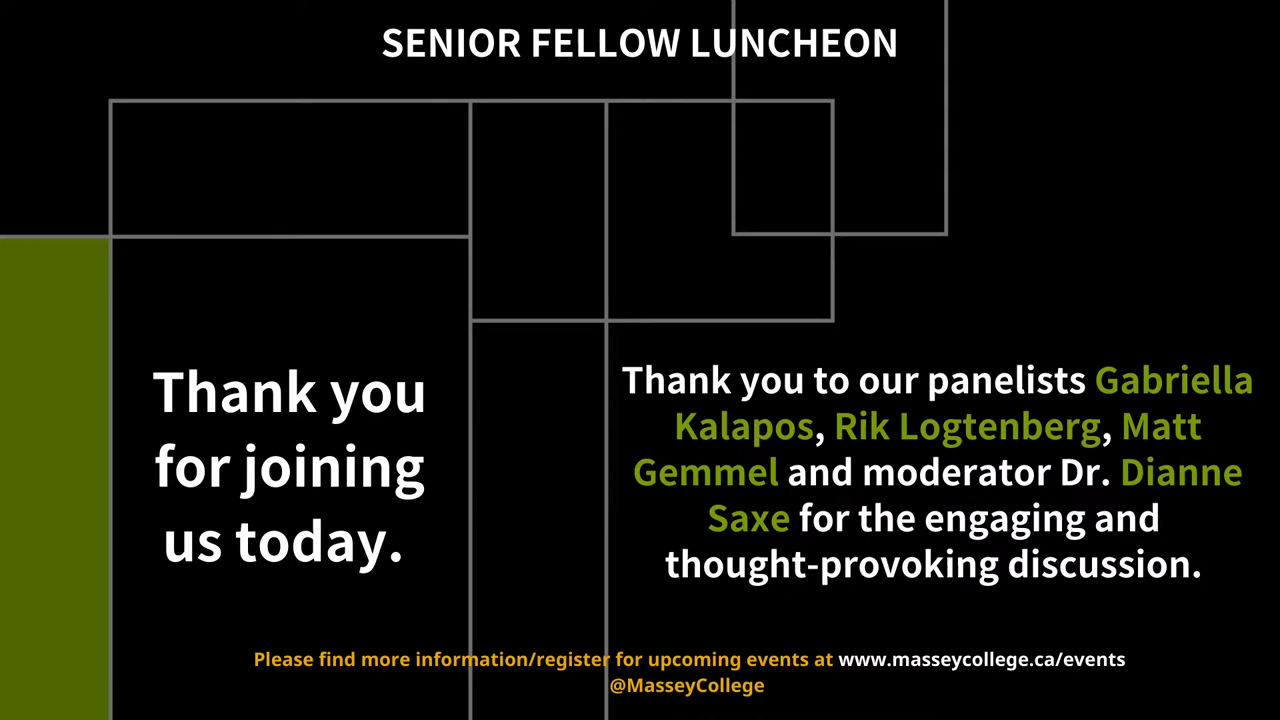 SENIOR FELLOW LUNCHEON
Thank you
for joining
us today.
Thank you to our panelists Gabriella
Kalapos, Rik Logtenberg, Matt
Gemmel and moderator Dr. Dianne
Saxe for the engaging and
thought-provoking discussion.
Please find more information/register for upcoming events at www.masseycollege.ca/events
@MasseyCollege